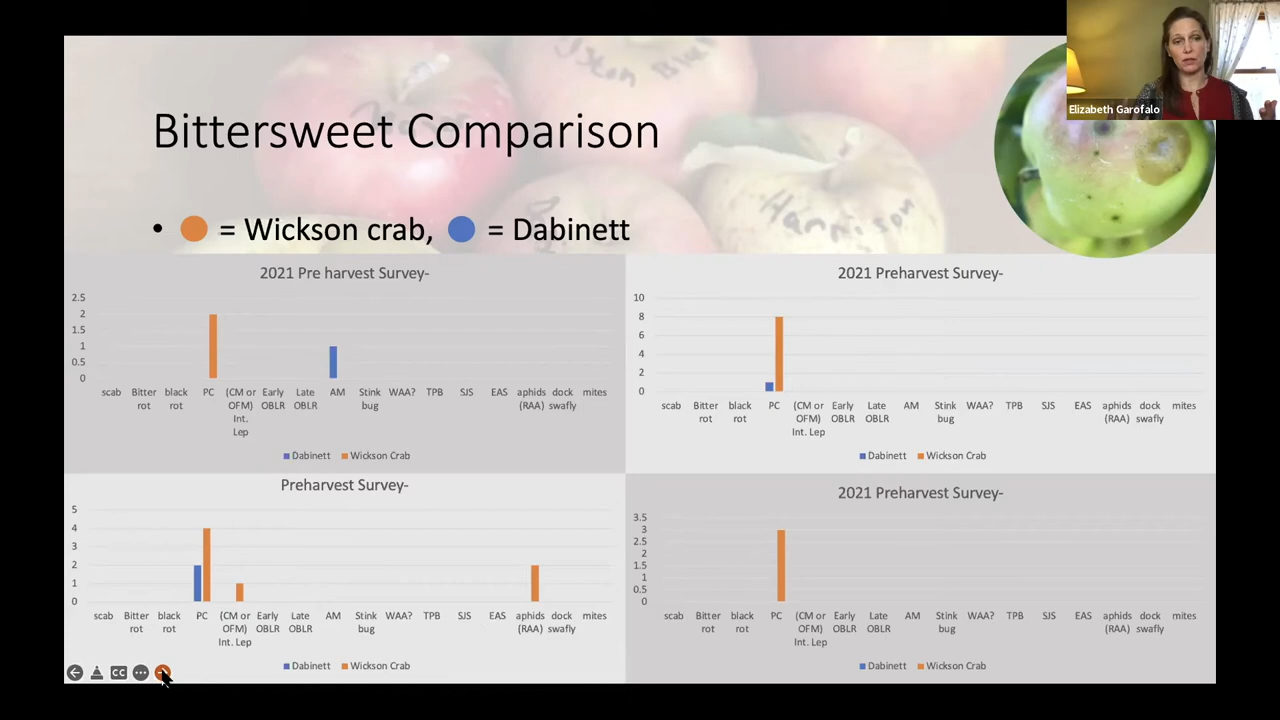 Elizabeth Garofalo
Bittersweet Comparison
• = Wickson crab, = Dabinett
Harrison
2021 Pre harvest Survey-
2.5
2
1.5
1
0.5
0
scab Bitter rot black rot PC (CM or OFM) Int. Lep Early OBLR Late OBLR AM Stink bug WAA? TPB SJS EAS aphids (RAA) dock swafly mites
Dabinett Wickson Crab
2021 Preharvest Survey-
10
8
6
4
2
0
scab Bitter rot black rot PC (CM or OFM) Int. Lep Early OBLR Late OBLR AM Stink bug WAA? TPB SJS EAS aphids (RAA) dock swafly mites
Dabinett Wickson Crab
Preharvest Survey-
5
4
3
2
1
0
scab Bitter rot black rot PC (CM or OFM) Int. Lep Early OBLR Late OBLR AM Stink bug WAA? TPB SJS EAS aphids (RAA) dock swafly mites
Dabinett Wickson Crab
2021 Preharvest Survey-
3.5
3
2.5
2
1.5
1
0.5
0
scab Bitter rot black rot PC (CM or OFM) Int. Lep Early OBLR Late OBLR AM Stink bug WAA? TPB SJS EAS aphids (RAA) dock swafly mites
Dabinett Wickson Crab
CC